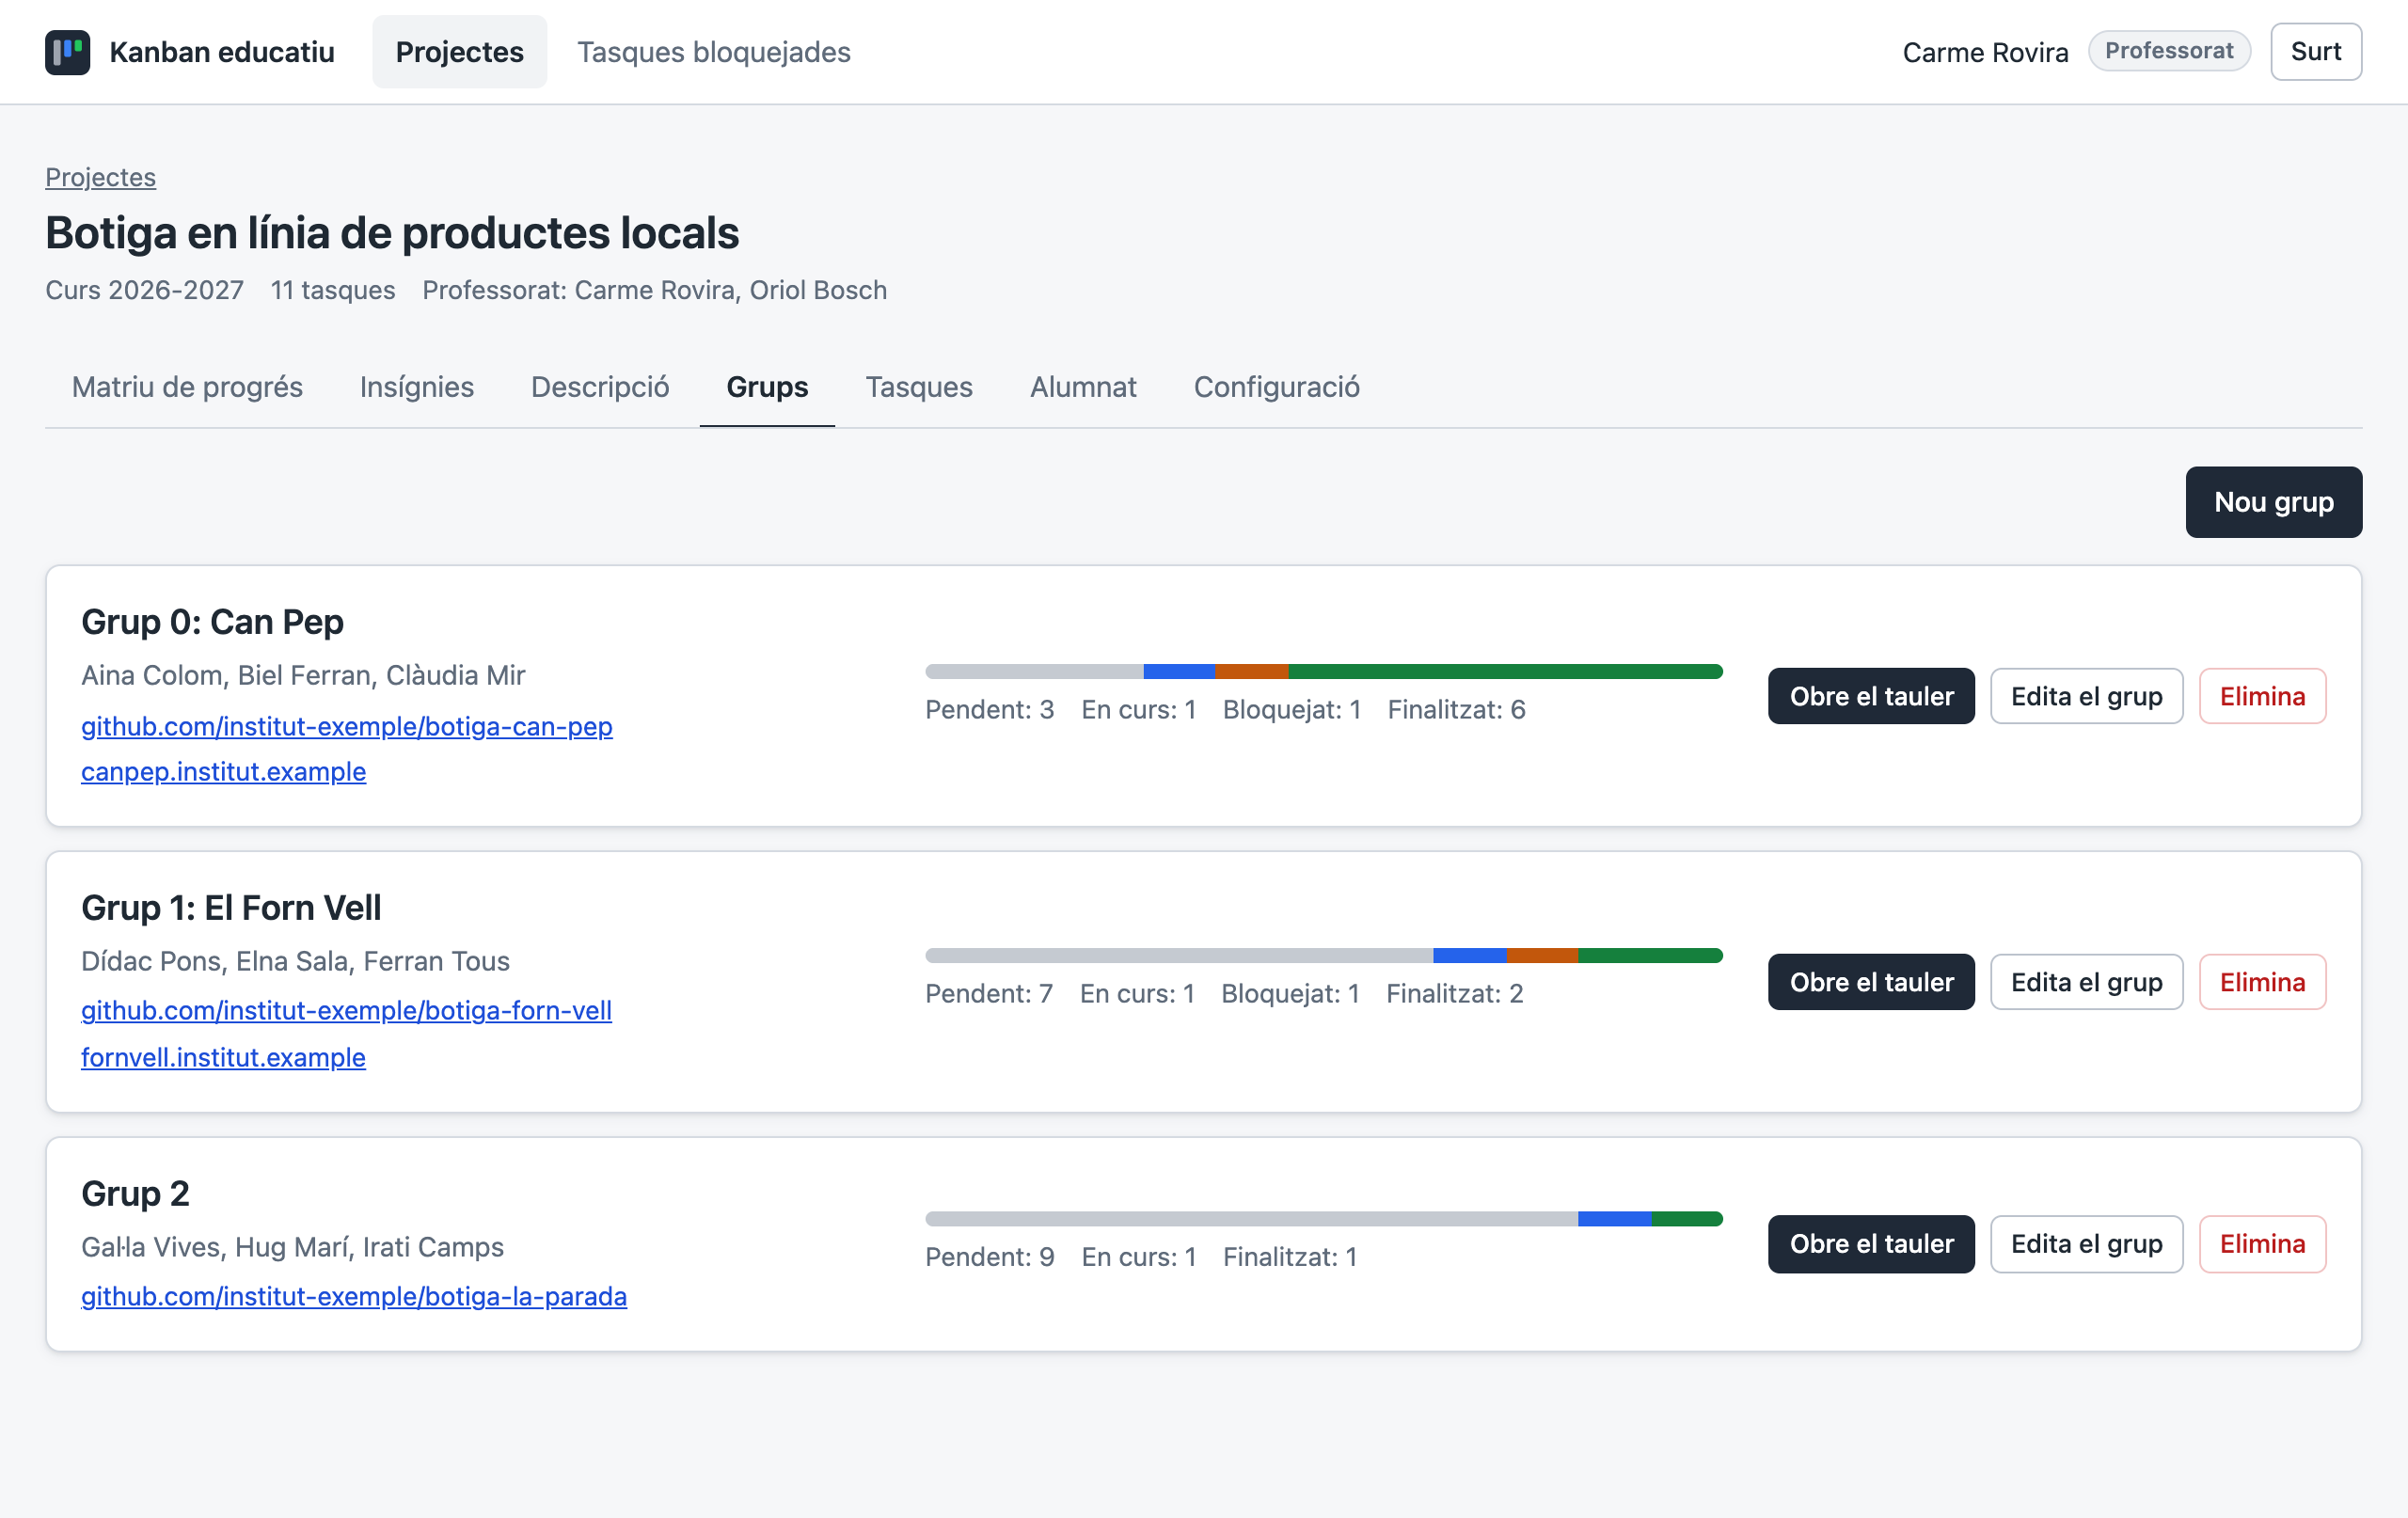 Kanban educatiu Projectes Tasques bloquejades Carme Rovira Professorat Surt
Projectes
Botiga en línia de productes locals
Curs 2026-2027 11 tasques Professorat: Carme Rovira, Oriol Bosch
Matriu de progrés Insígnies Descripció Grups Tasques Alumnat Configuració
Nou grup
Grup 0: Can Pep
Aina Colom, Biel Ferran, Clàudia Mir
github.com/institut-exemple/botiga-can-pep
canpep.institut.example
Pendent: 3 En curs: 1 Bloquejat: 1 Finalitzat: 6
Obre el tauler Edita el grup Elimina
Grup 1: El Forn Vell
Dídac Pons, Elna Sala, Ferran Tous
github.com/institut-exemple/botiga-forn-vell
fornvell.institut.example
Pendent: 7 En curs: 1 Bloquejat: 1 Finalitzat: 2
Obre el tauler Edita el grup Elimina
Grup 2
Gal·la Vives, Hug Marí, Irati Camps
github.com/institut-exemple/botiga-la-parada
Pendent: 9 En curs: 1 Finalitzat: 1
Obre el tauler Edita el grup Elimina